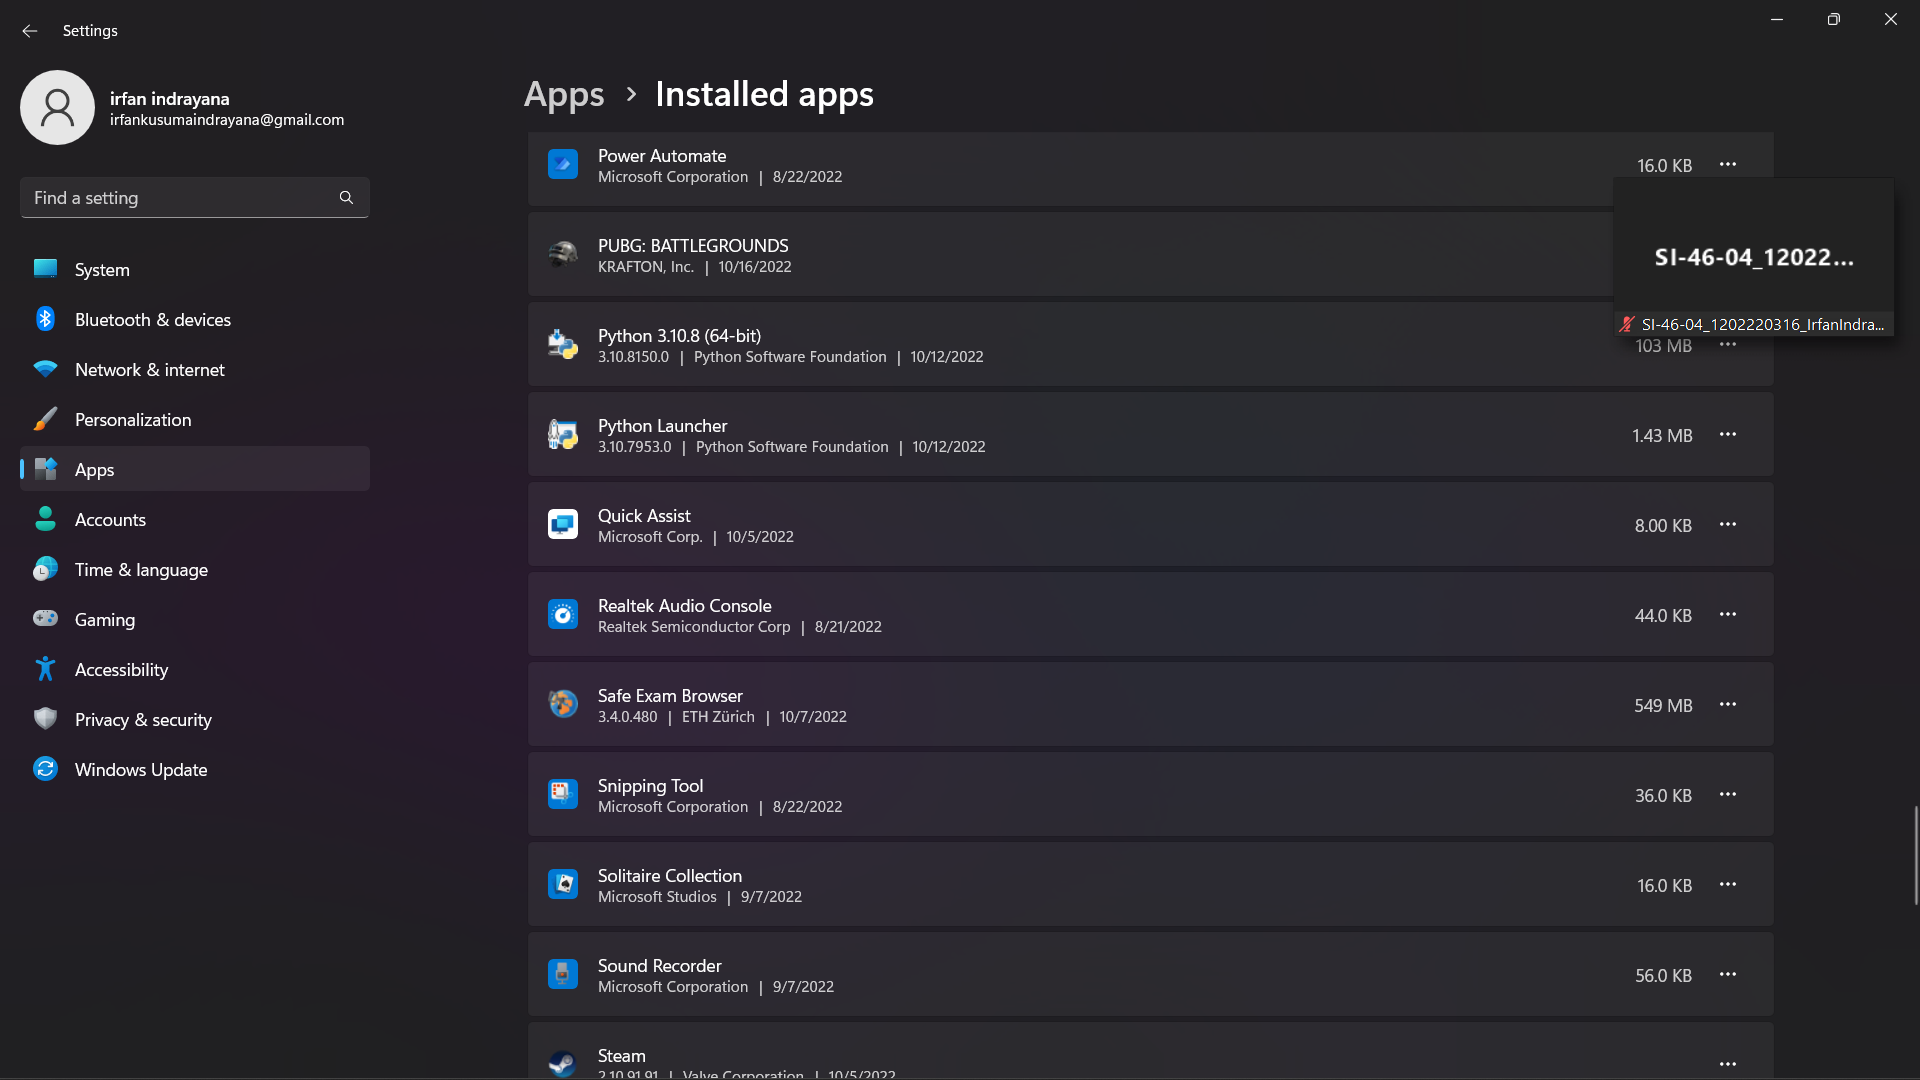 Settings
irfan indrayana
irfankusumaindrayana@gmail.com
Find a setting
System
Bluetooth & devices
Network & internet
Personalization
Apps
Accounts
Time & language
Gaming
Accessibility
Privacy & security
Windows Update
Apps > Installed apps
Power Automate
Microsoft Corporation | 8/22/2022
16.0 KB
PUBG: BATTLEGROUNDS
KRAFTON, Inc. | 10/16/2022
SI-46-04_12022...
SI-46-04_1202220316_IrfanIndra...
Python 3.10.8 (64-bit)
3.10.8150.0 | Python Software Foundation | 10/12/2022
103 MB
Python Launcher
3.10.7953.0 | Python Software Foundation | 10/12/2022
1.43 MB
Quick Assist
Microsoft Corp. | 10/5/2022
8.00 KB
Realtek Audio Console
Realtek Semiconductor Corp | 8/21/2022
44.0 KB
Safe Exam Browser
3.4.0.480 | ETH Zürich | 10/7/2022
549 MB
Snipping Tool
Microsoft Corporation | 8/22/2022
36.0 KB
Solitaire Collection
Microsoft Studios | 9/7/2022
16.0 KB
Sound Recorder
Microsoft Corporation | 9/7/2022
56.0 KB
Steam
2.10.91.91 | Valve Corporation | 10/5/2022